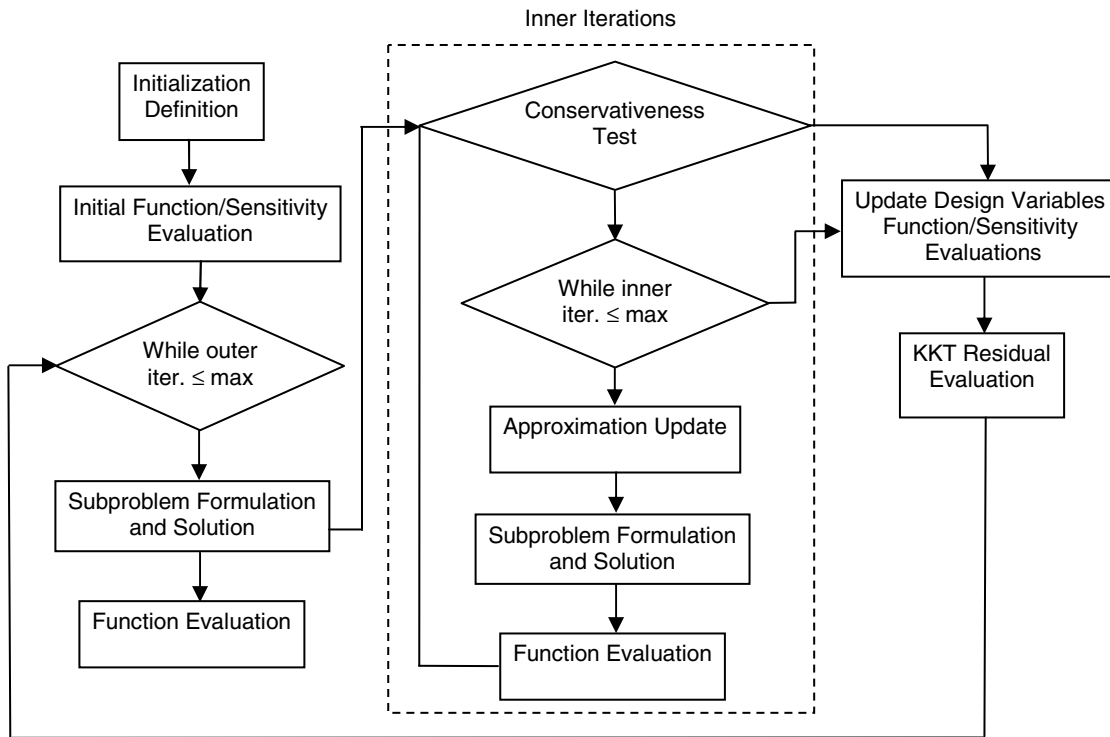 Inner Iterations
Initialization
Definition
Initial Function/Sensitivity
Evaluation
While outer
iter. ≤ max
Subproblem Formulation
and Solution
Function Evaluation
Conservativeness
Test
While inner
iter. ≤ max
Approximation Update
Subproblem Formulation
and Solution
Function Evaluation
Update Design Variables
Function/Sensitivity
Evaluations
KKT Residual
Evaluation